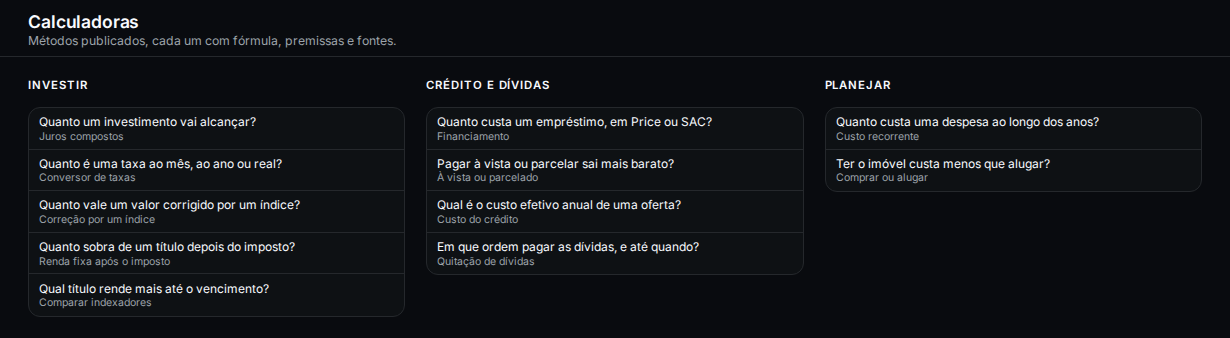 Calculadoras
Métodos publicados, cada um com fórmula, premissas e fontes.
INVESTIR
Quanto um investimento vai alcançar?
Juros compostos
Quanto é uma taxa ao mês, ao ano ou real?
Conversor de taxas
Quanto vale um valor corrigido por um índice?
Correção por um índice
Quanto sobra de um título depois do imposto?
Renda fixa após o imposto
Qual título rende mais até o vencimento?
Comparar indexadores
CRÉDITO E DÍVIDAS
Quanto custa um empréstimo, em Price ou SAC?
Financiamento
Pagar à vista ou parcelar sai mais barato?
À vista ou parcelado
Qual é o custo efetivo anual de uma oferta?
Custo do crédito
Em que ordem pagar as dívidas, e até quando?
Quitação de dívidas
PLANEJAR
Quanto custa uma despesa ao longo dos anos?
Custo recorrente
Ter o imóvel custa menos que alugar?
Comprar ou alugar